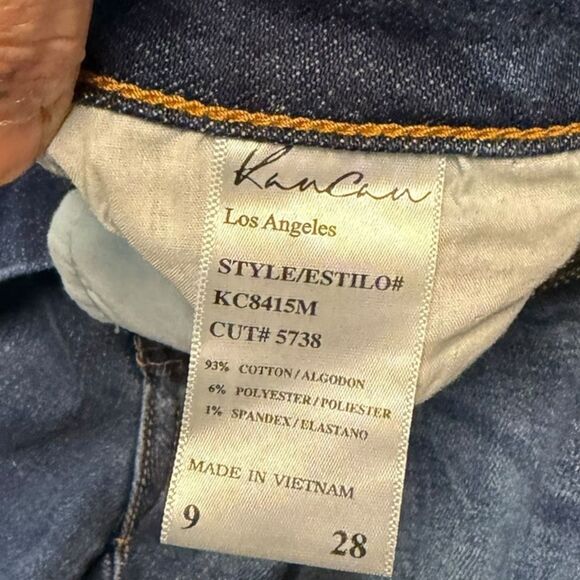 KanCan
Los Angeles
STYLE/ESTILO#
KC8415M
CUT# 5738
93% COTTON/ALGODON
6% POLYESTER/POLIESTER
1% SPANDEX/ELASTANO
MADE IN VIETNAM
9 28